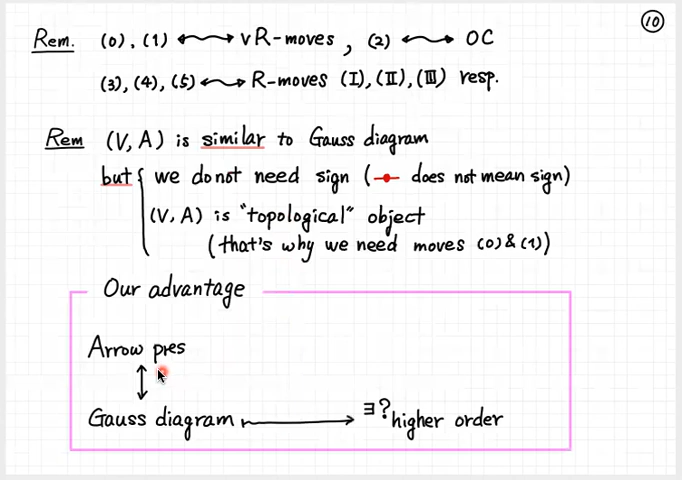 ⑩
Rem. (0), (1) ⟷ vR-moves , (2) ⟷ OC
(3), (4), (5) ⟷ R-moves (Ⅰ), (Ⅱ), (Ⅲ) resp.
Rem (V, A) is similar to Gauss diagram
but { we do not need sign ( does not mean sign)
(V, A) is "topological" object
(that's why we need moves (0) & (1))
Our advantage
Arrow pres
↕
Gauss diagram ⟼ ∃? higher order